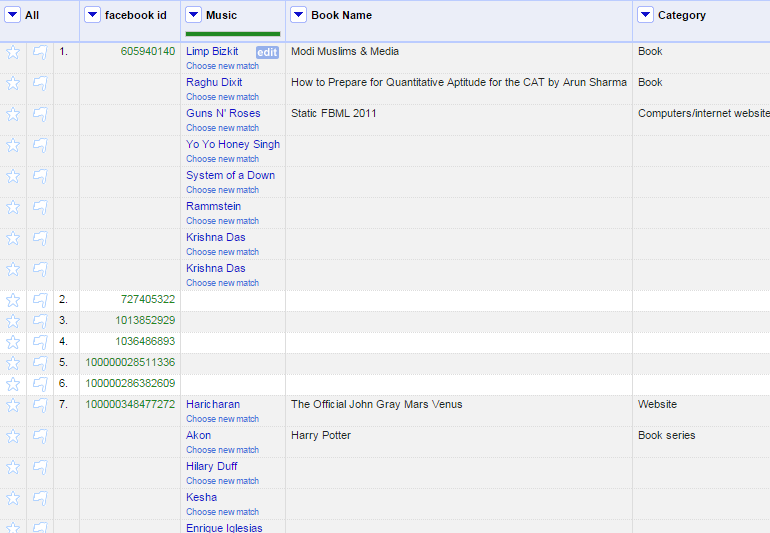 All facebook id Music Book Name Category
1. 605940140 Limp Bizkit edit Modi Muslims & Media Book
Choose new match
Raghu Dixit How to Prepare for Quantitative Aptitude for the CAT by Arun Sharma Book
Choose new match
Guns N' Roses Static FBML 2011 Computers/internet website
Choose new match
Yo Yo Honey Singh
Choose new match
System of a Down
Choose new match
Rammstein
Choose new match
Krishna Das
Choose new match
Krishna Das
Choose new match
2. 727405322
3. 1013852929
4. 1036486893
5. 100000028511336
6. 100000286382609
7. 100000348477272 Haricharan The Official John Gray Mars Venus Website
Choose new match
Akon Harry Potter Book series
Choose new match
Hilary Duff
Choose new match
Kesha
Choose new match
Enrique Iglesias